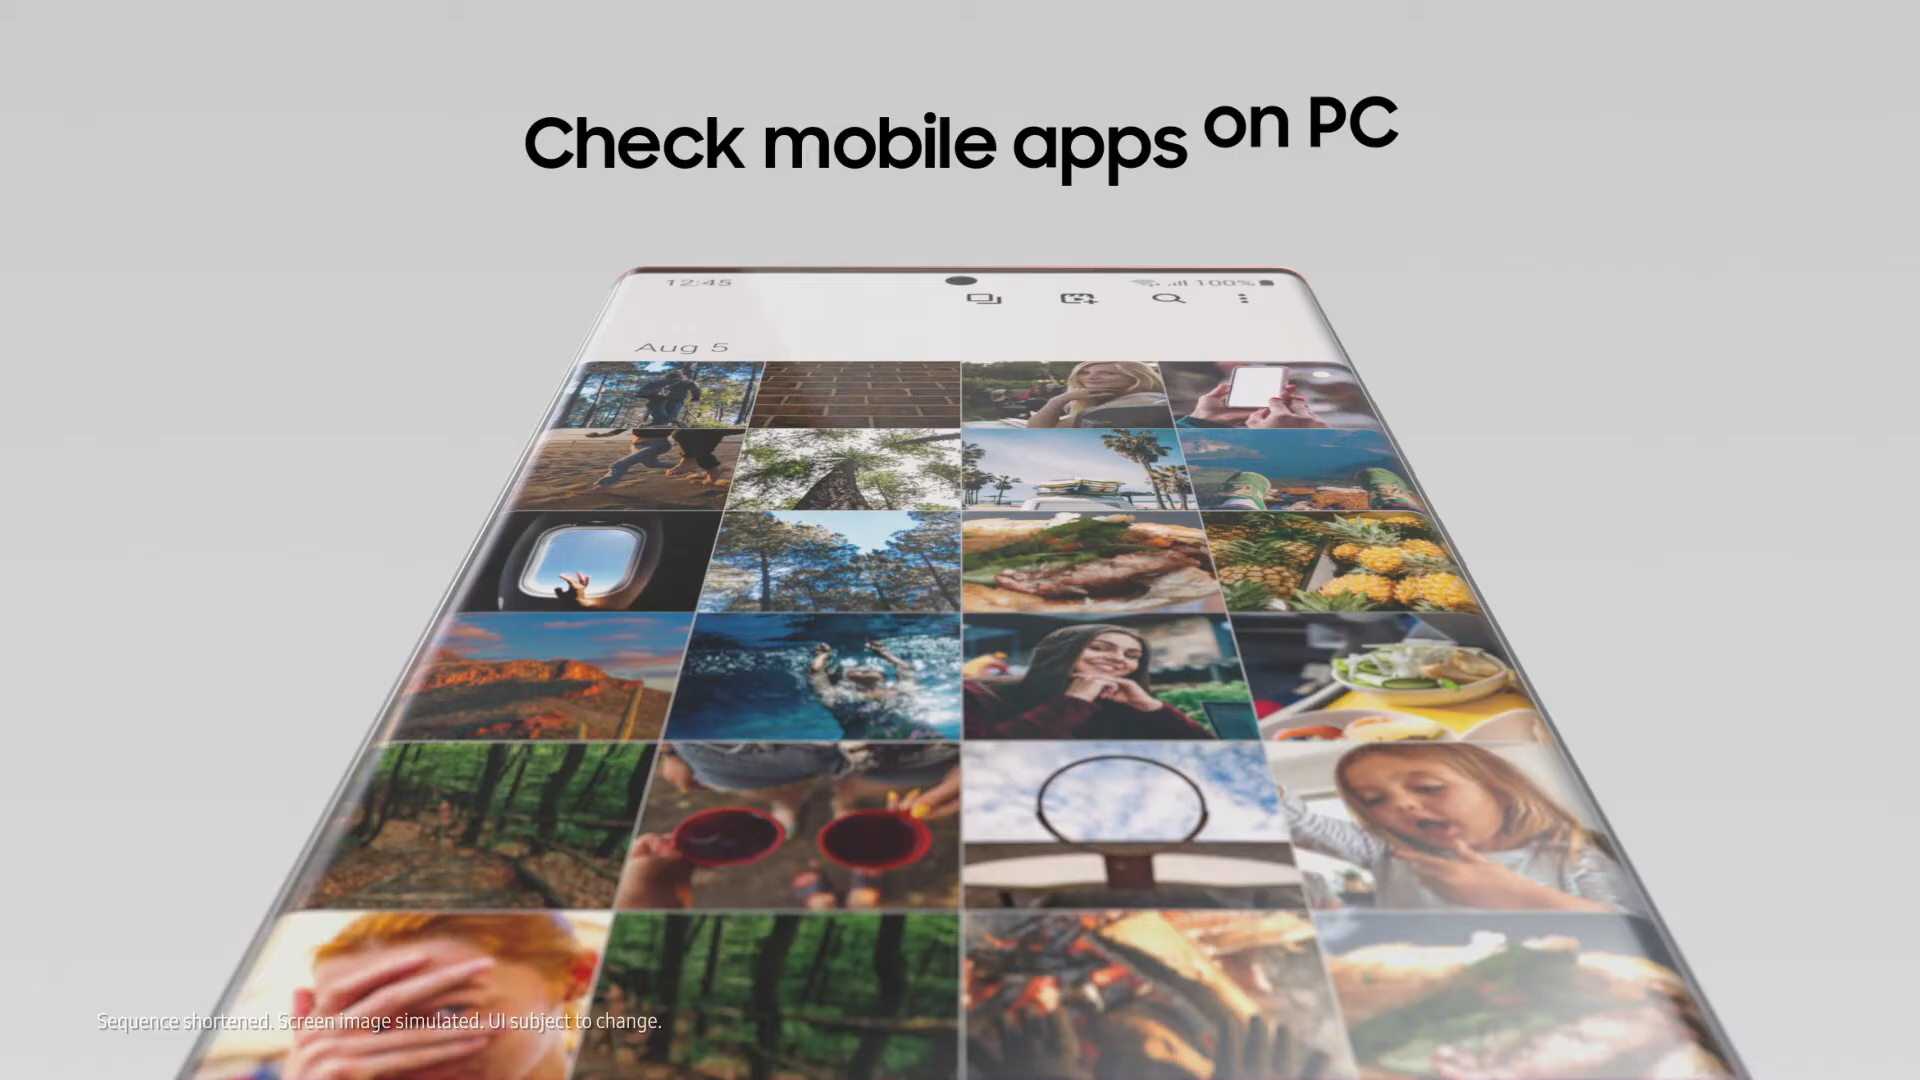 Check mobile apps on PC
12:45
100%
Aug 5
Sequence shortened. Screen image simulated. UI subject to change.